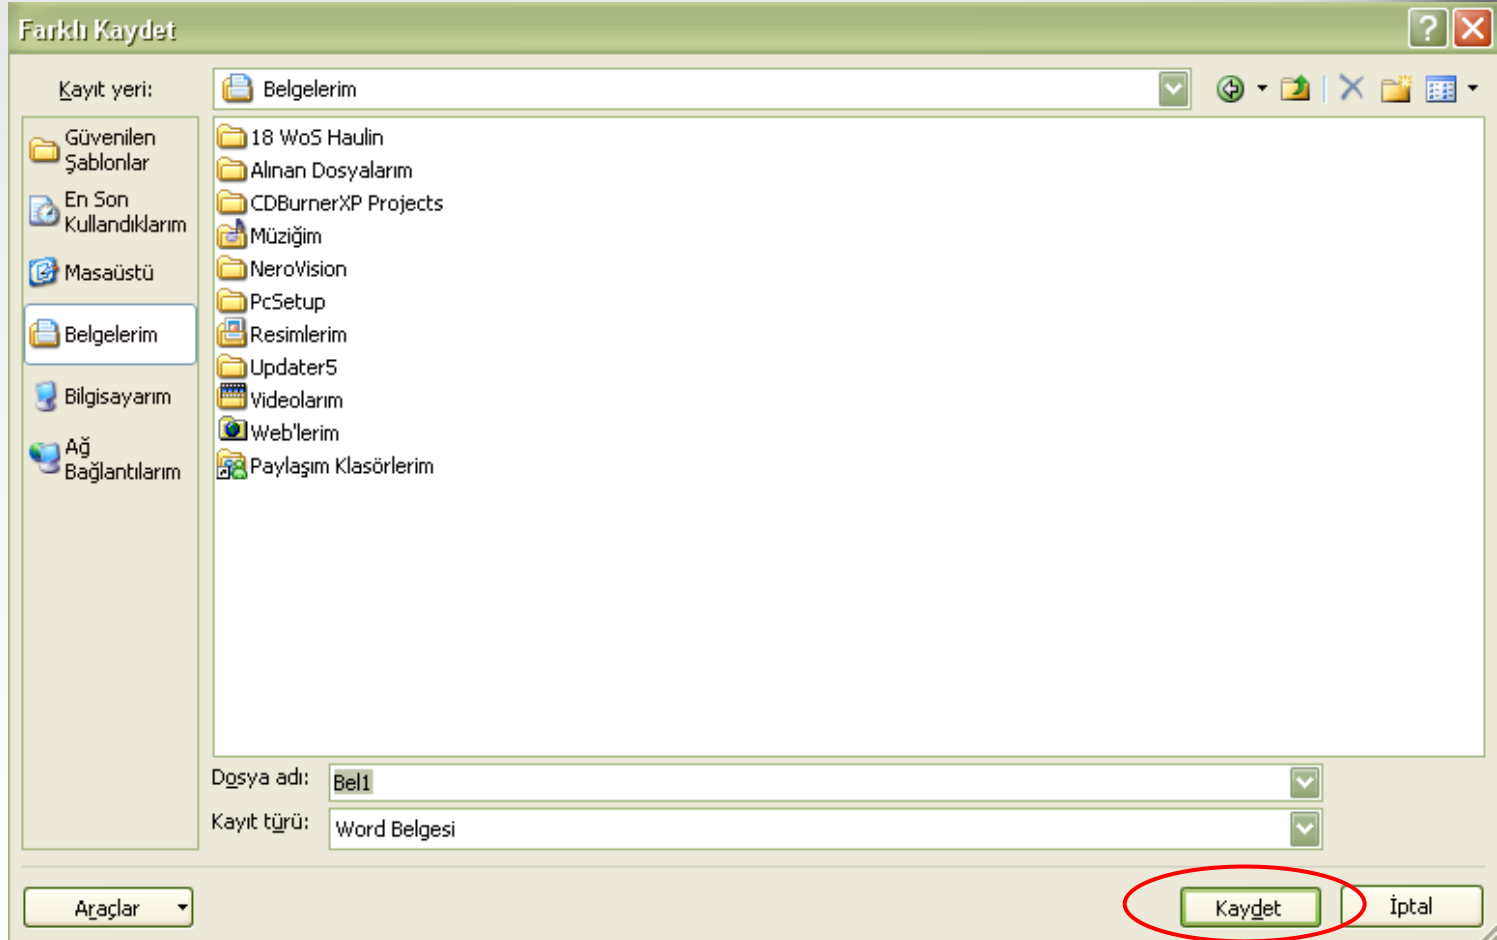 Farklı Kaydet
Kayıt yeri:
Belgelerim
Güvenilen
Şablonlar
En Son
Kullandıklarım
Masaüstü
Belgelerim
Bilgisayarım
Ağ
Bağlantılarım
18 WoS Haulin
Alınan Dosyalarım
CDBurnerXP Projects
Müziğim
NeroVision
PcSetup
Resimlerim
Updater5
Videolarım
Web'lerim
Paylaşım Klasörlerim
Dosya adı:
Bel1
Kayıt türü:
Word Belgesi
Araçlar
Kaydet
İptal